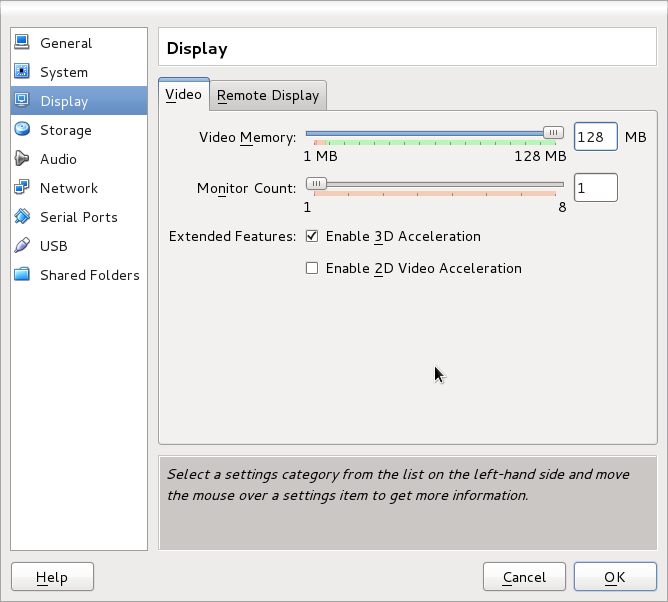 General
System
Display
Storage
Audio
Network
Serial Ports
USB
Shared Folders
Display
Video
Remote Display
Video Memory:
128 MB
1 MB 128 MB
Monitor Count:
1
1 8
Extended Features: Enable 3D Acceleration
Enable 2D Video Acceleration
Select a settings category from the list on the left-hand side and move
the mouse over a settings item to get more information.
Help
Cancel
OK